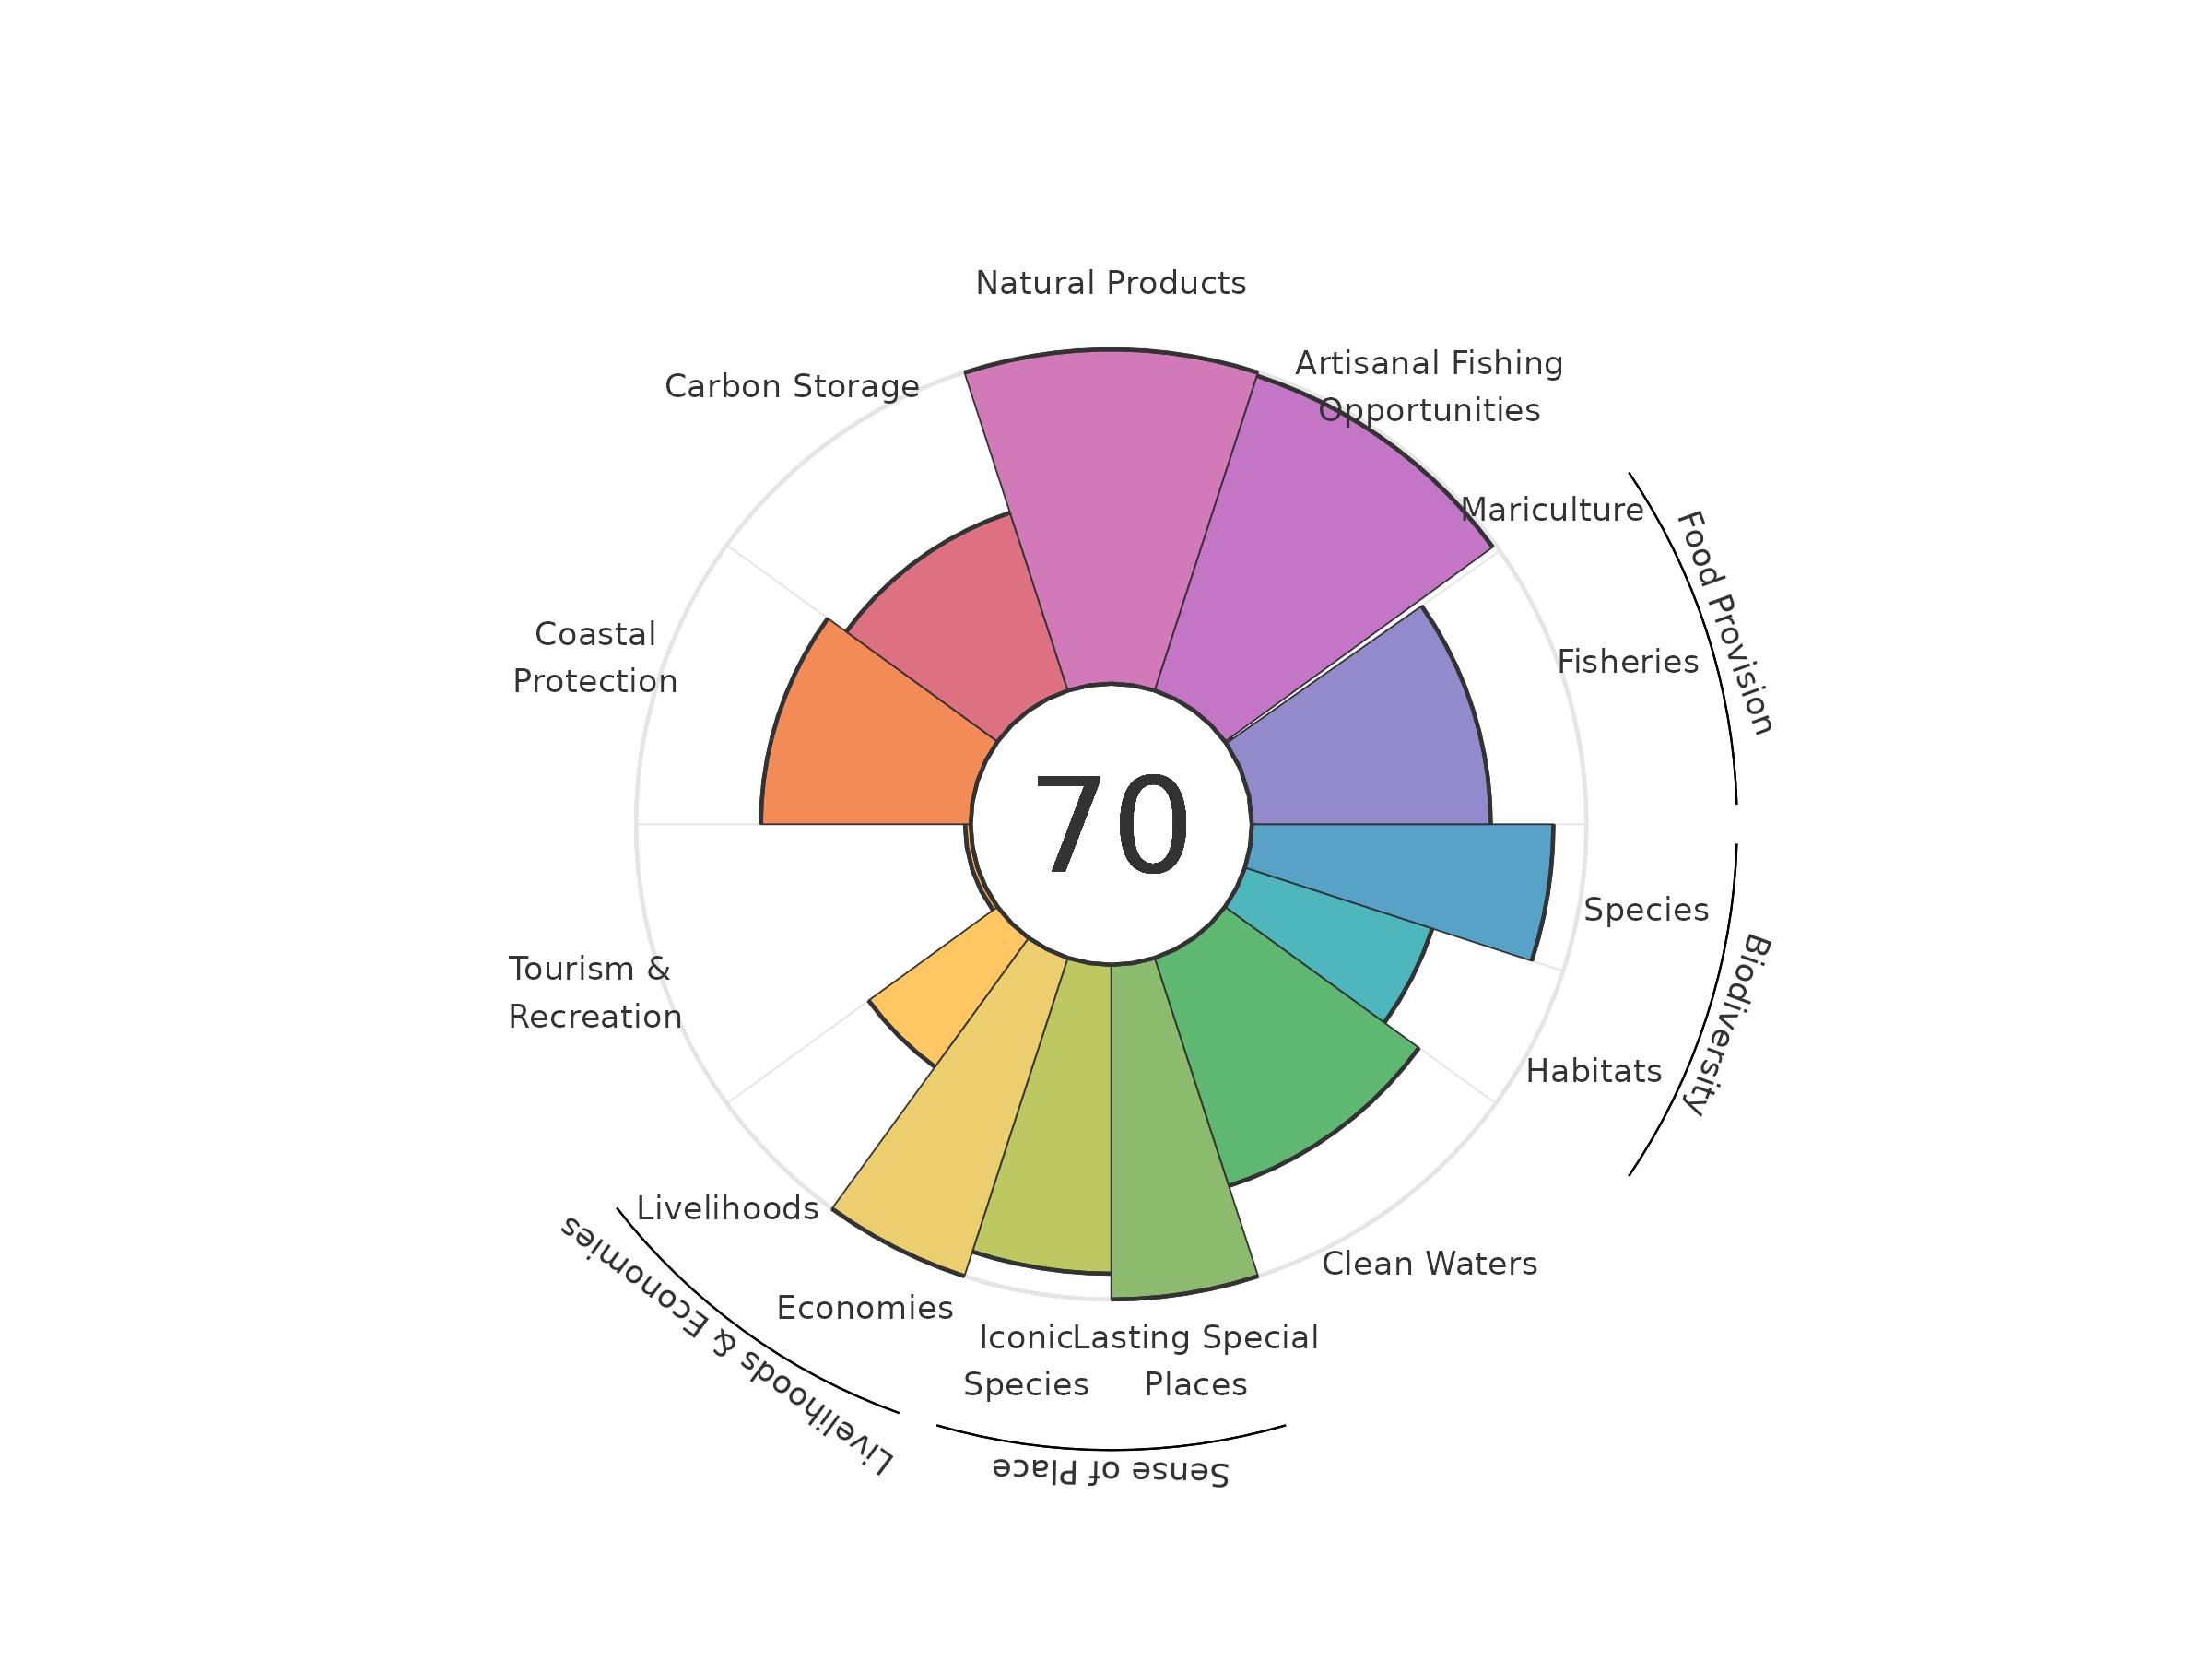 Natural Products
Artisanal Fishing
Opportunities
Carbon Storage
Mariculture
Food Provision
Fisheries
Coastal
Protection
70
Species
Biodiversity
Tourism &
Recreation
Habitats
Livelihoods
Clean Waters
Livelihoods & Economies
Economies
Iconic
Species
Lasting Special
Places
Sense of Place